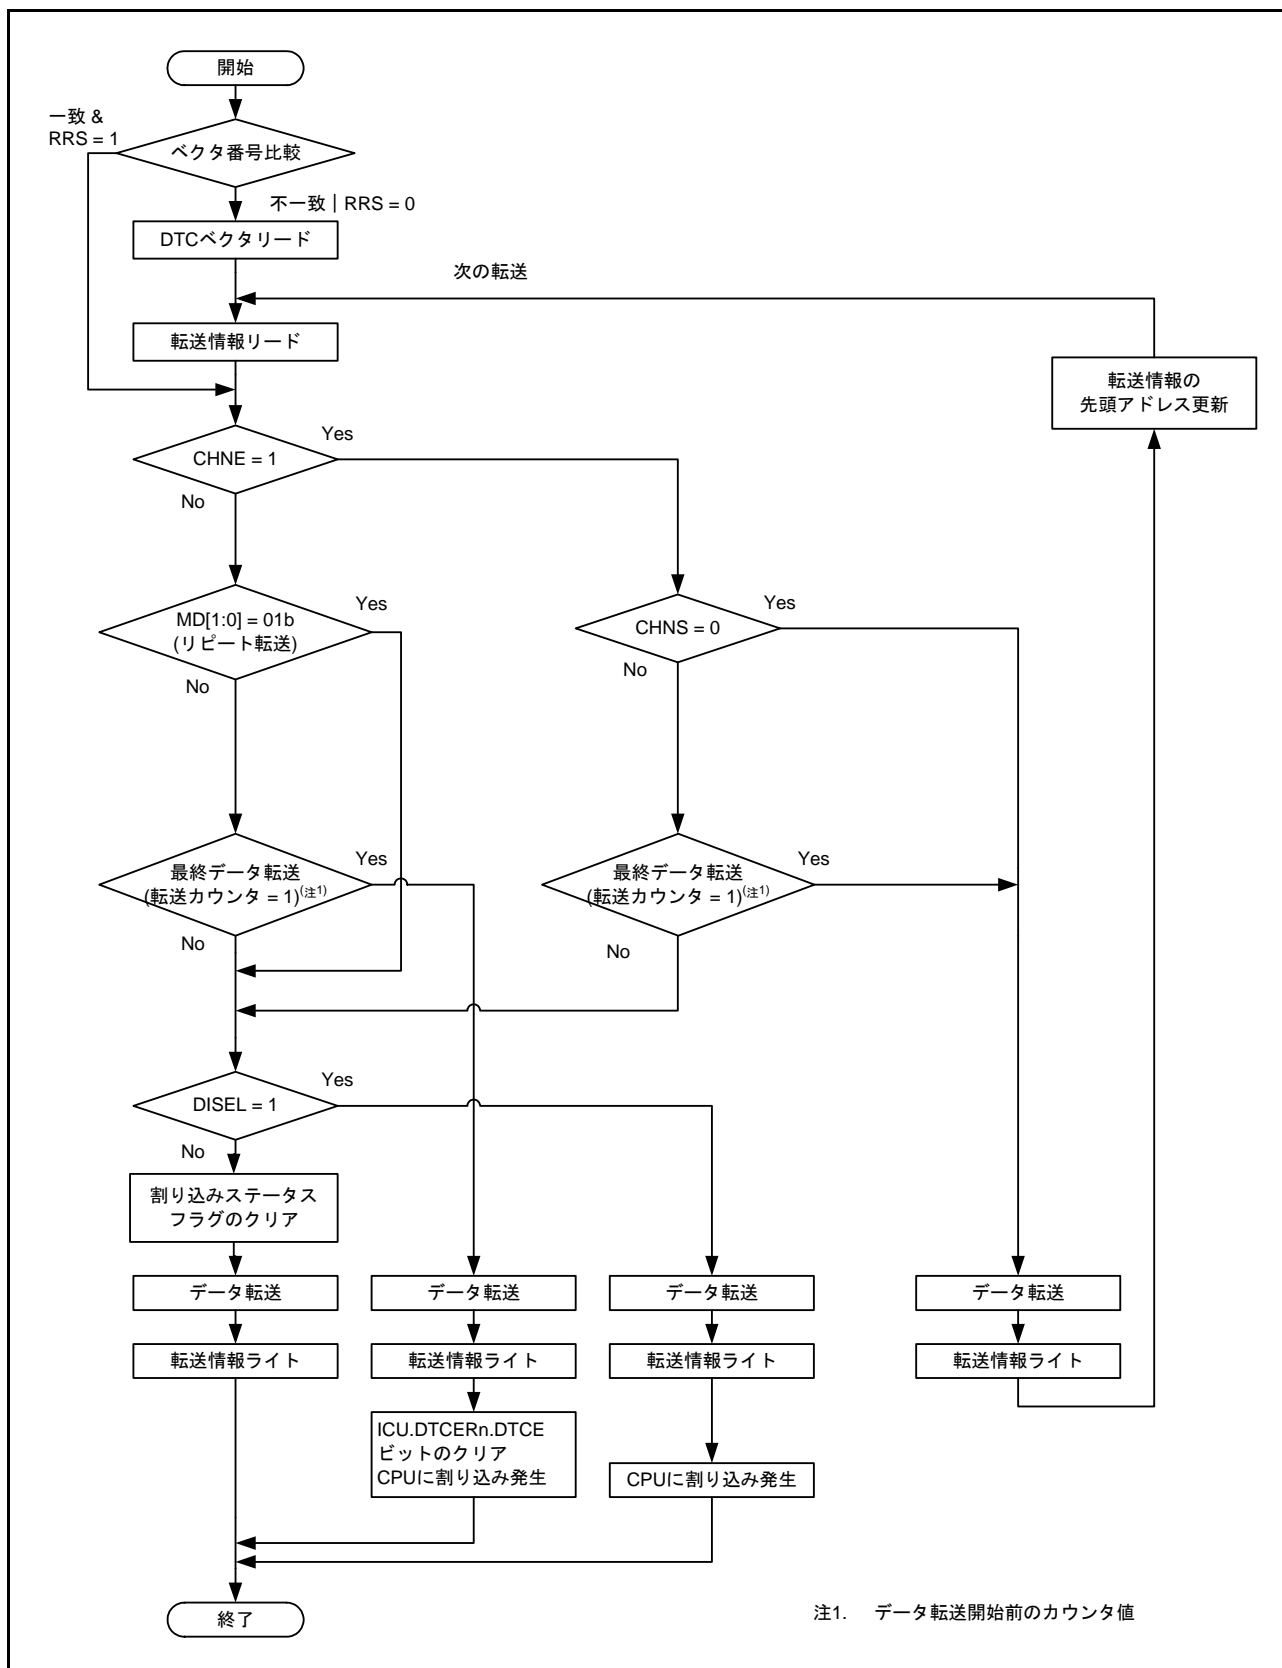 開始
一致 &
RRS = 1
ベクタ番号比較
不一致 | RRS = 0
DTCベクタリード
次の転送
転送情報リード
転送情報の
先頭アドレス更新
CHNE = 1
Yes
No
MD[1:0] = 01b
(リピート転送)
Yes
No
CHNS = 0
Yes
No
最終データ転送
(転送カウンタ = 1)(注1)
Yes
No
最終データ転送
(転送カウンタ = 1)(注1)
Yes
No
DISEL = 1
Yes
No
割り込みステータス
フラグのクリア
データ転送
データ転送
データ転送
データ転送
転送情報ライト
転送情報ライト
転送情報ライト
転送情報ライト
ICU.DTCERn.DTCE
ビットのクリア
CPUに割り込み発生
CPUに割り込み発生
終了
注1. データ転送開始前のカウンタ値